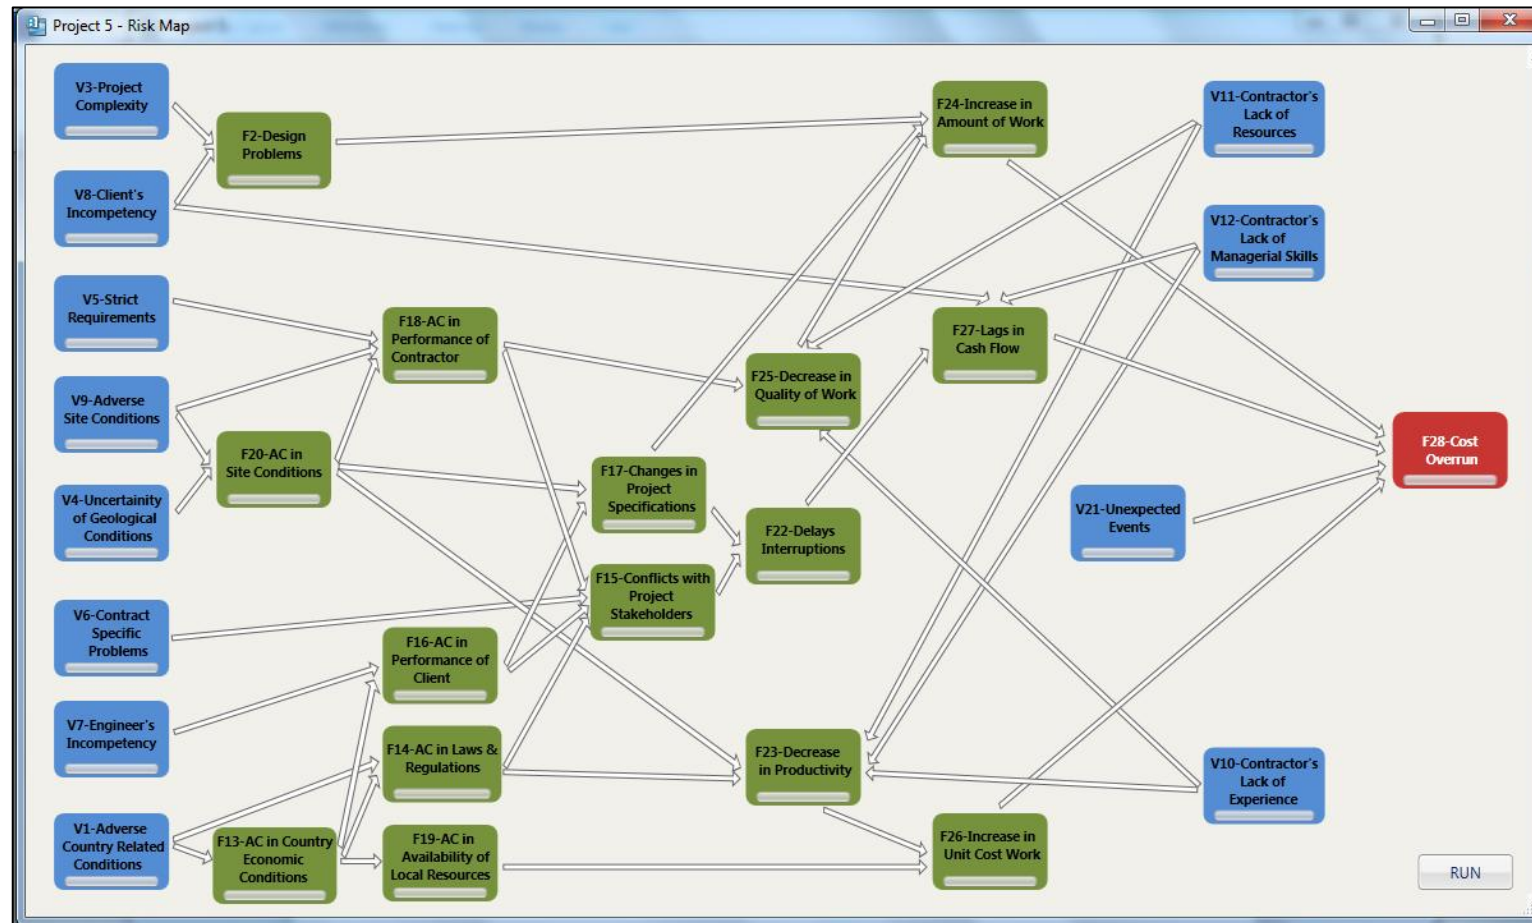 Project 5 - Risk Map
V3-Project
Complexity
F2-Design
Problems
V8-Client's
Incompetency
V5-Strict
Requirements
V9-Adverse
Site Conditions
F18-AC in
Performance of
Contractor
F20-AC in
Site Conditions
V4-Uncertainity
of Geological
Conditions
V6-Contract
Specific
Problems
V7-Engineer's
Incompetency
V1-Adverse
Country Related
Conditions
F13-AC in Country
Economic
Conditions
F16-AC in
Performance of
Client
F14-AC in Laws &
Regulations
F19-AC in
Availability of
Local Resources
F17-Changes in
Project
Specifications
F15-Conflicts with
Project
Stakeholders
F25-Decrease in
Quality of Work
F22-Delays
Interruptions
F23-Decrease
in Productivity
F24-Increase in
Amount of Work
F27-Lags in
Cash Flow
F26-Increase in
Unit Cost Work
V11-Contractor's
Lack of
Resources
V12-Contractor's
Lack of
Managerial Skills
V21-Unexpected
Events
V10-Contractor's
Lack of
Experience
F28-Cost
Overrun
RUN